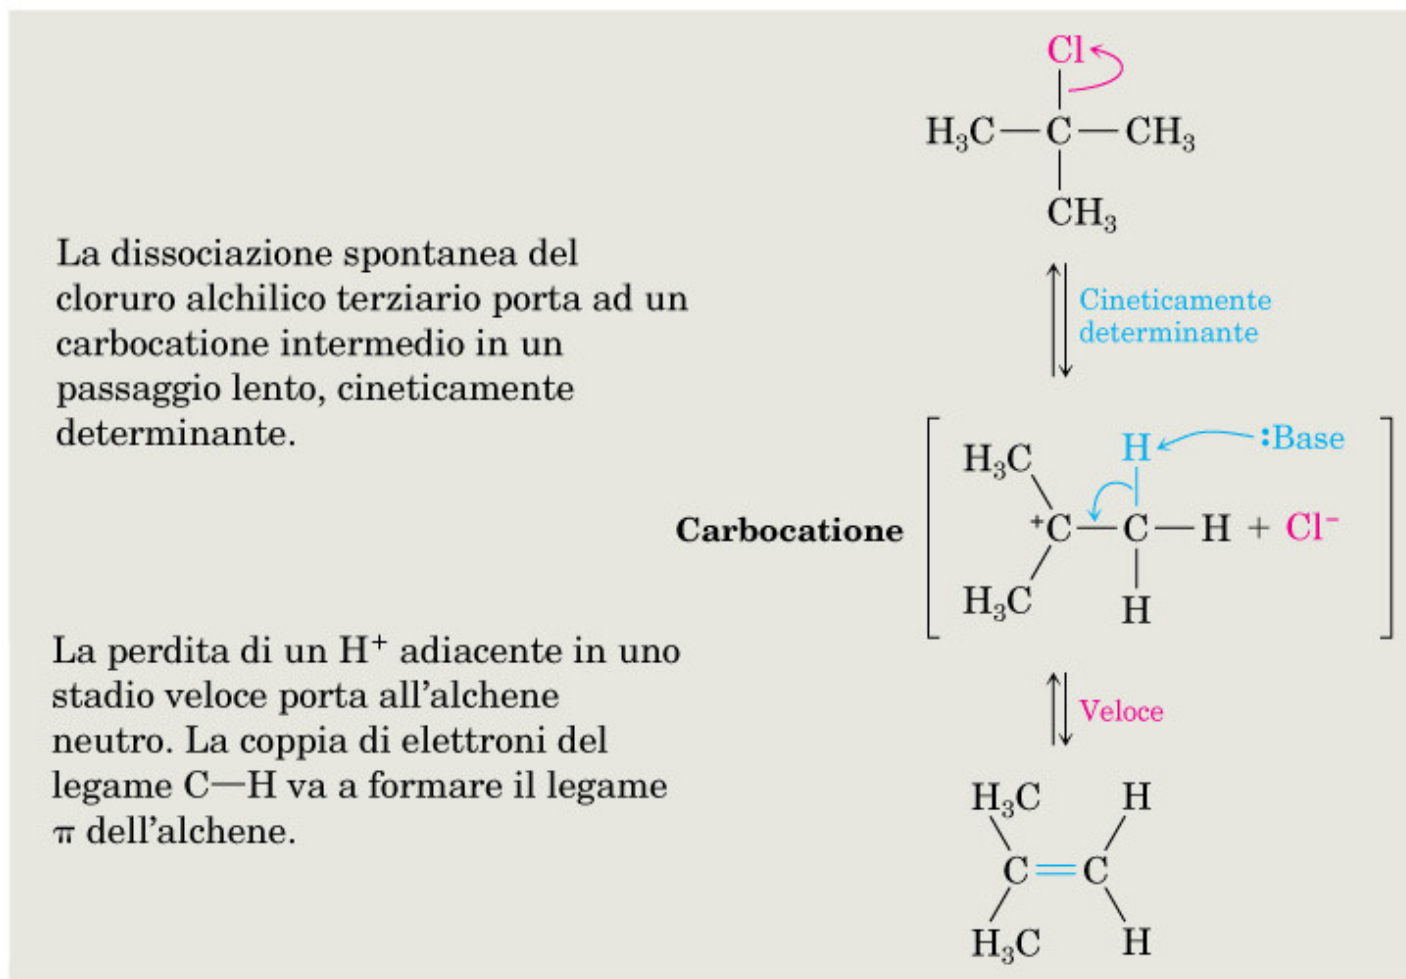 Cl
H₃C—C—CH₃
CH₃
La dissociazione spontanea del
cloruro alchilico terziario porta ad un
carbocatione intermedio in un
passaggio lento, cineticamente
determinante.
Cineticamente
determinante
Carbocatione
H :Base
H₃C
⁺C—C—H + Cl⁻
H₃C
H
La perdita di un H⁺ adiacente in uno
stadio veloce porta all’alchene
neutro. La coppia di elettroni del
legame C—H va a formare il legame
π dell’alchene.
Veloce
H₃C H
C=C
H₃C H